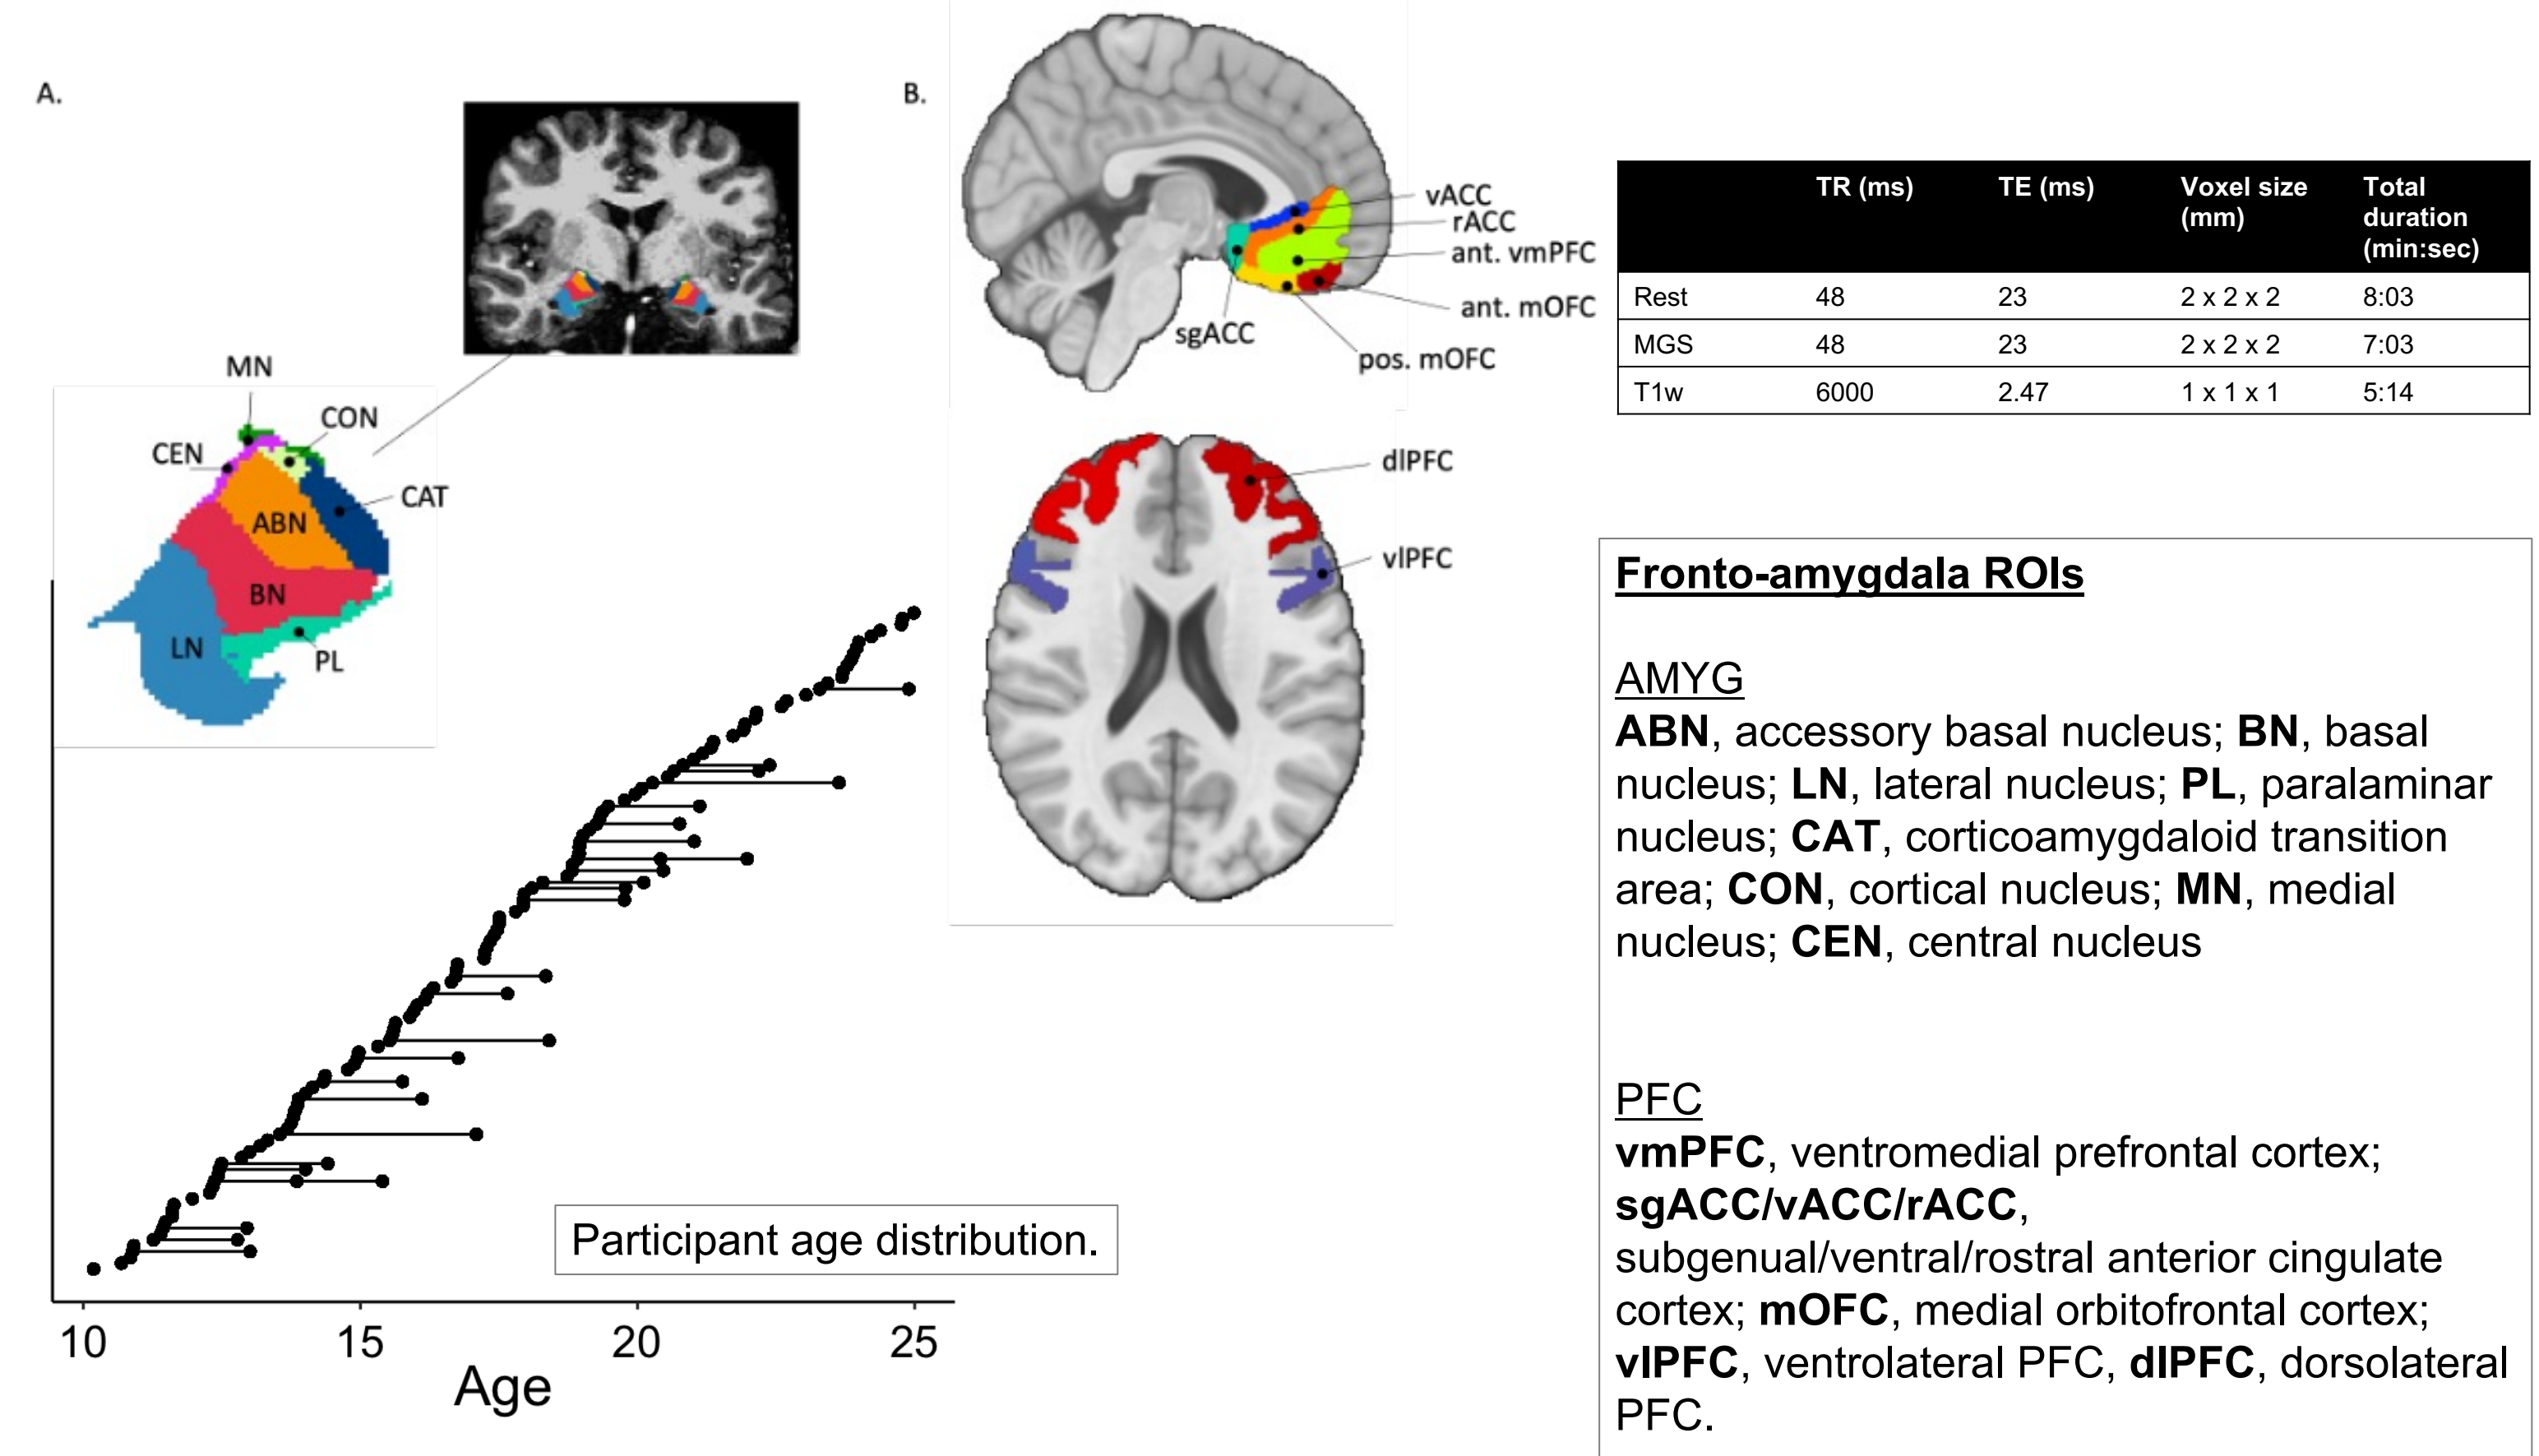 A.
MN
CON
CEN
CAT
ABN
BN
LN
PL
B.
vACC
rACC
ant. vmPFC
ant. mOFC
sgACC
pos. mOFC
dlPFC
vlPFC
TR (ms) TE (ms) Voxel size (mm) Total duration (min:sec)
Rest 48 23 2 x 2 x 2 8:03
MGS 48 23 2 x 2 x 2 7:03
T1w 6000 2.47 1 x 1 x 1 5:14
Participant age distribution.
10 15 20 25
Age
Fronto-amygdala ROIs
AMYG
ABN, accessory basal nucleus; BN, basal
nucleus; LN, lateral nucleus; PL, paralaminar
nucleus; CAT, corticoamygdaloid transition
area; CON, cortical nucleus; MN, medial
nucleus; CEN, central nucleus
PFC
vmPFC, ventromedial prefrontal cortex;
sgACC/vACC/rACC,
subgenual/ventral/rostral anterior cingulate
cortex; mOFC, medial orbitofrontal cortex;
vlPFC, ventrolateral PFC, dlPFC, dorsolateral
PFC.